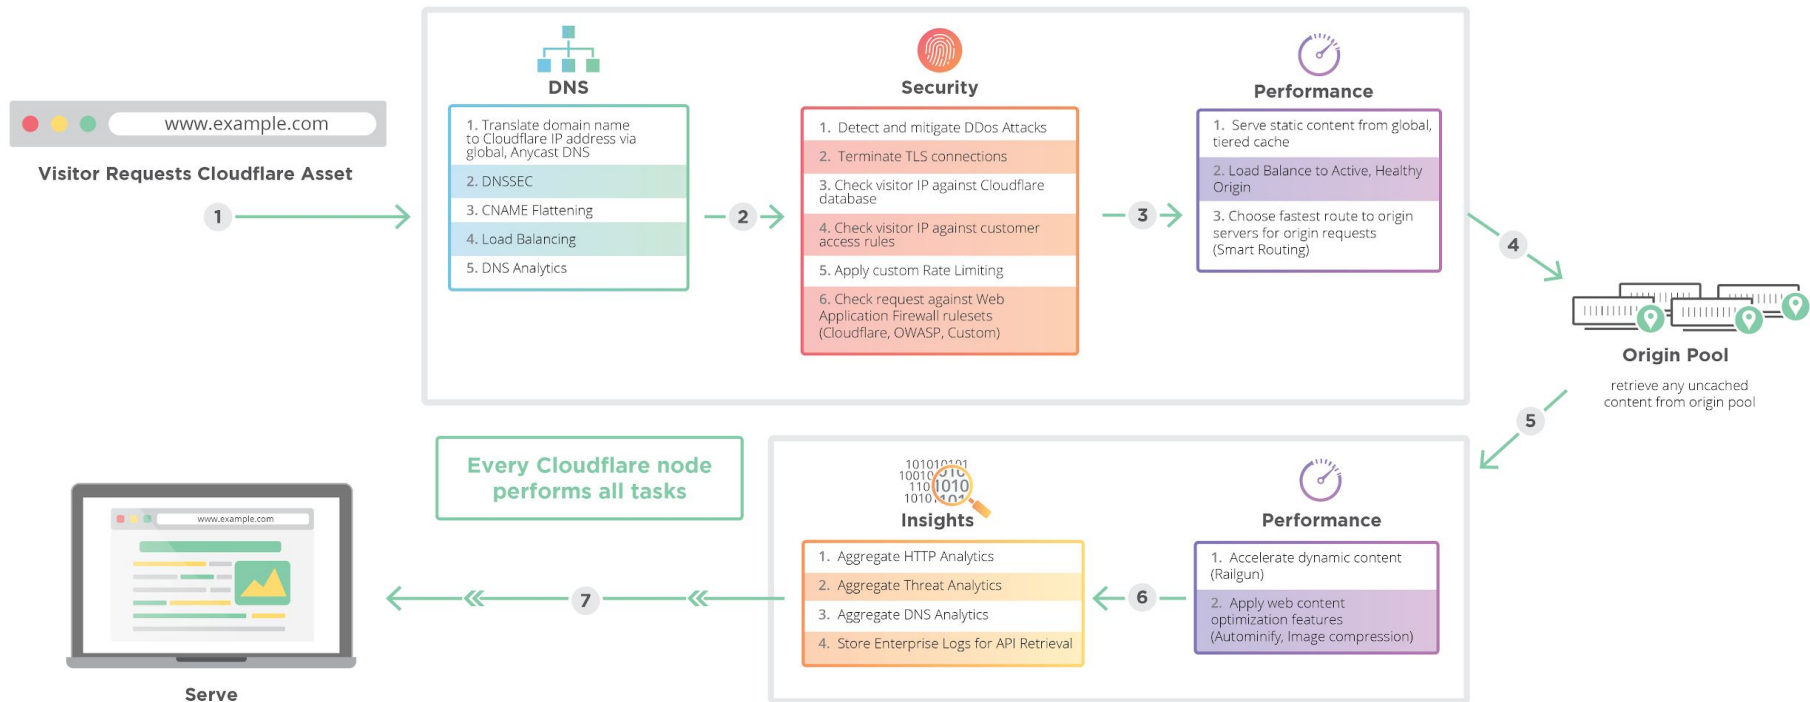 www.example.com
Visitor Requests Cloudflare Asset
1
DNS
1. Translate domain name
to Cloudflare IP address via
global, Anycast DNS
2. DNSSEC
3. CNAME Flattening
4. Load Balancing
5. DNS Analytics
2
Security
1. Detect and mitigate DDos Attacks
2. Terminate TLS connections
3. Check visitor IP against Cloudflare
database
4. Check visitor IP against customer
access rules
5. Apply custom Rate Limiting
6. Check request against Web
Application Firewall rulesets
(Cloudflare, OWASP, Custom)
3
Performance
1. Serve static content from global,
tiered cache
2. Load Balance to Active, Healthy
Origin
3. Choose fastest route to origin
servers for origin requests
(Smart Routing)
4
Origin Pool
retrieve any uncached
content from origin pool
5
Performance
1. Accelerate dynamic content
(Railgun)
2. Apply web content
optimization features
(Autominify, Image compression)
6
101010101
10010 010
110 1010
1010 101
Insights
1. Aggregate HTTP Analytics
2. Aggregate Threat Analytics
3. Aggregate DNS Analytics
4. Store Enterprise Logs for API Retrieval
Every Cloudflare node
performs all tasks
7
www.example.com
Serve